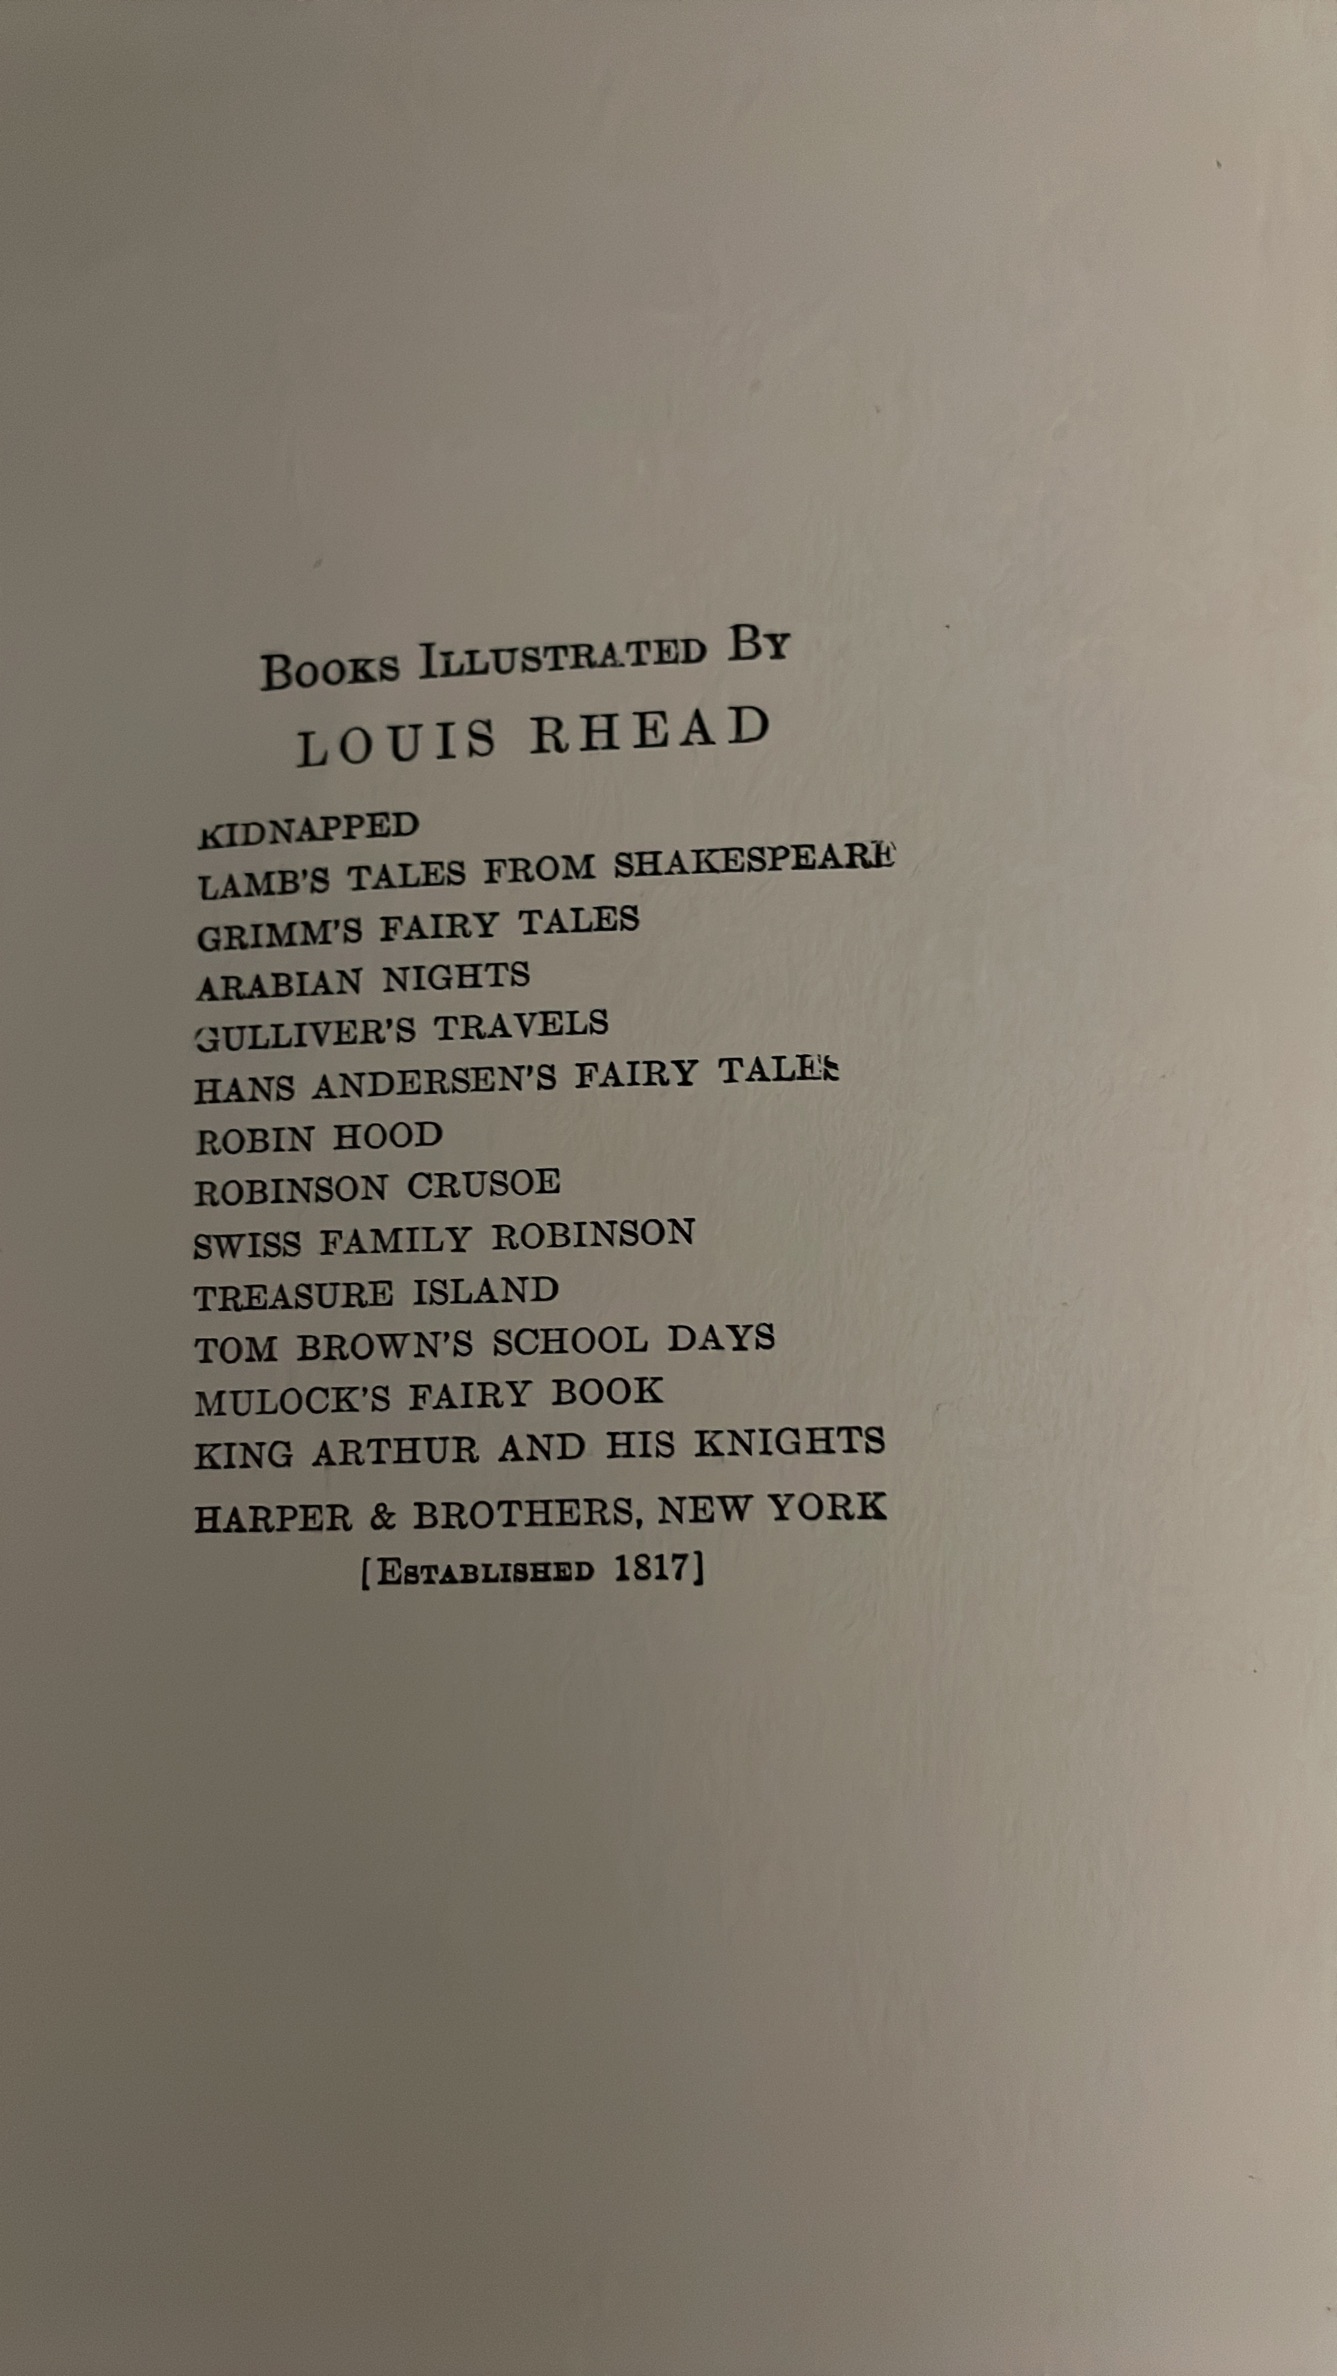 Books Illustrated By
LOUIS RHEAD
KIDNAPPED
LAMB'S TALES FROM SHAKESPEARE
GRIMM'S FAIRY TALES
ARABIAN NIGHTS
GULLIVER'S TRAVELS
HANS ANDERSEN'S FAIRY TALES
ROBIN HOOD
ROBINSON CRUSOE
SWISS FAMILY ROBINSON
TREASURE ISLAND
TOM BROWN'S SCHOOL DAYS
MULOCK'S FAIRY BOOK
KING ARTHUR AND HIS KNIGHTS
HARPER & BROTHERS, NEW YORK
[Established 1817]